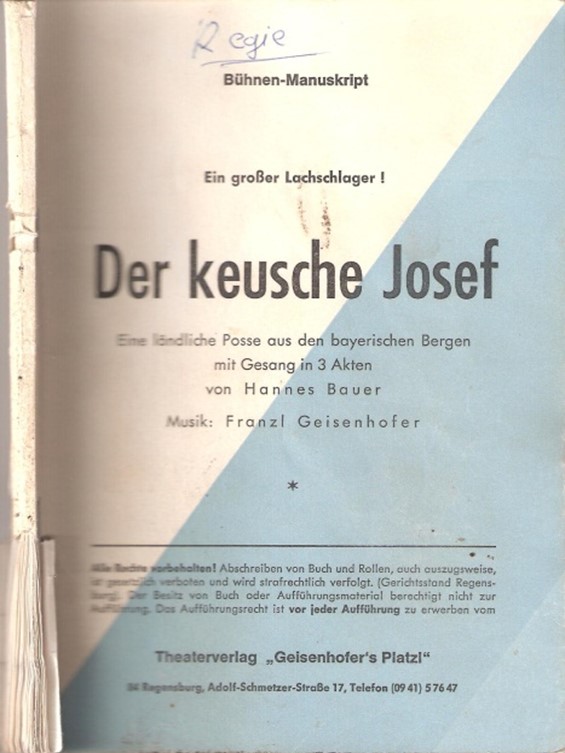 Regie
Bühnen-Manuskript
Ein großer Lachschlager !
Der keusche Josef
Eine ländliche Posse aus den bayerischen Bergen
mit Gesang in 3 Akten
von Hannes Bauer
Musik: Franzl Geisenhofer
*
Alle Rechte vorbehalten! Abschreiben von Buch und Rollen, auch auszugsweise,
ist gesetzlich verboten und wird strafrechtlich verfolgt. (Gerichtsstand Regens-
burg). Der Besitz von Buch oder Aufführungsmaterial berechtigt nicht zur
Aufführung. Das Aufführungsrecht ist vor jeder Aufführung zu erwerben vom
Theaterverlag „Geisenhofer's Platzl"
84 Regensburg, Adolf-Schmetzer-Straße 17, Telefon (09 41) 5 76 47